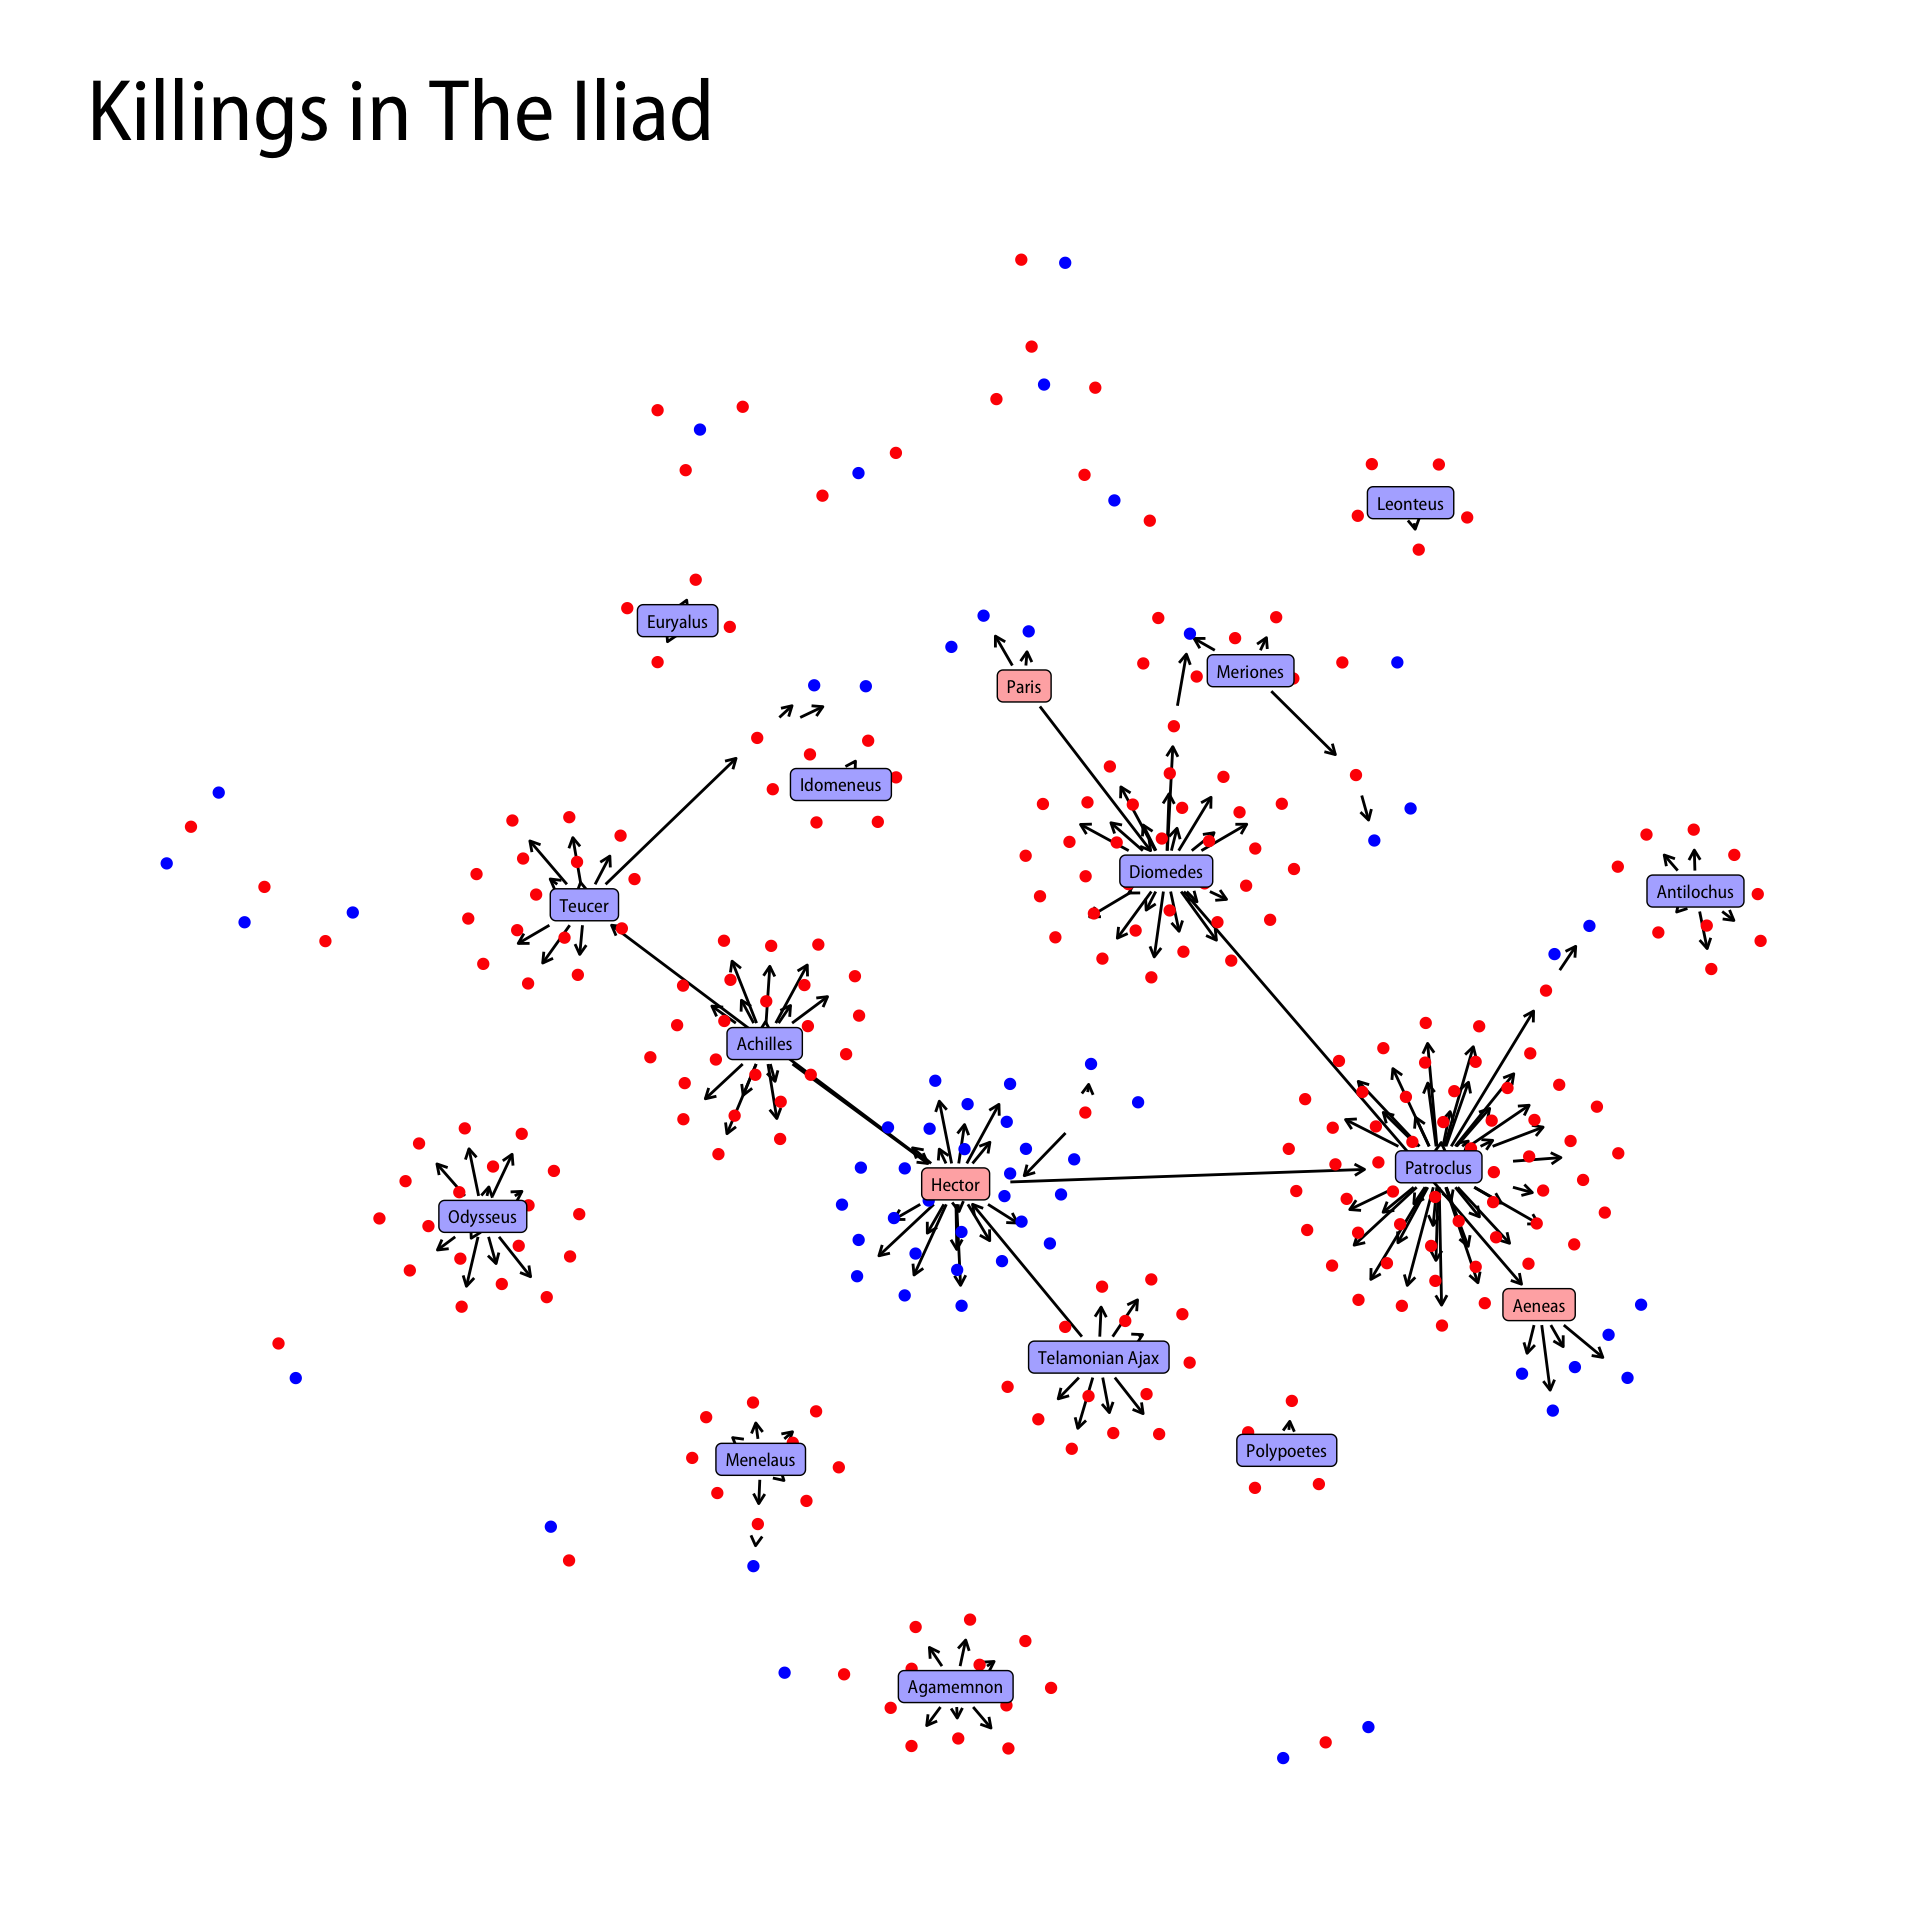 Killings in The Iliad
Leonteus
Euryalus
Meriones
Paris
Idomeneus
Diomedes
Antilochus
Teucer
Achilles
Patroclus
Hector
Odysseus
Aeneas
Telamonian Ajax
Polypoetes
Menelaus
Agamemnon